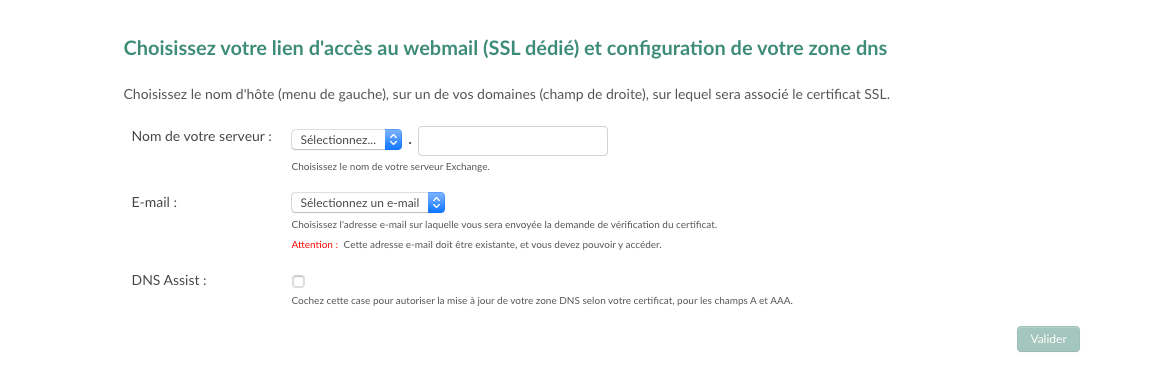 Choisissez votre lien d'accès au webmail (SSL dédié) et configuration de votre zone dns
Choisissez le nom d'hôte (menu de gauche), sur un de vos domaines (champ de droite), sur lequel sera associé le certificat SSL.
Nom de votre serveur : Sélectionnez... .
Choisissez le nom de votre serveur Exchange.
E-mail : Sélectionnez un e-mail
Choisissez l'adresse e-mail sur laquelle vous sera envoyée la demande de vérification du certificat.
Attention : Cette adresse e-mail doit être existante, et vous devez pouvoir y accéder.
DNS Assist :
Cochez cette case pour autoriser la mise à jour de votre zone DNS selon votre certificat, pour les champs A et AAA.
Valider